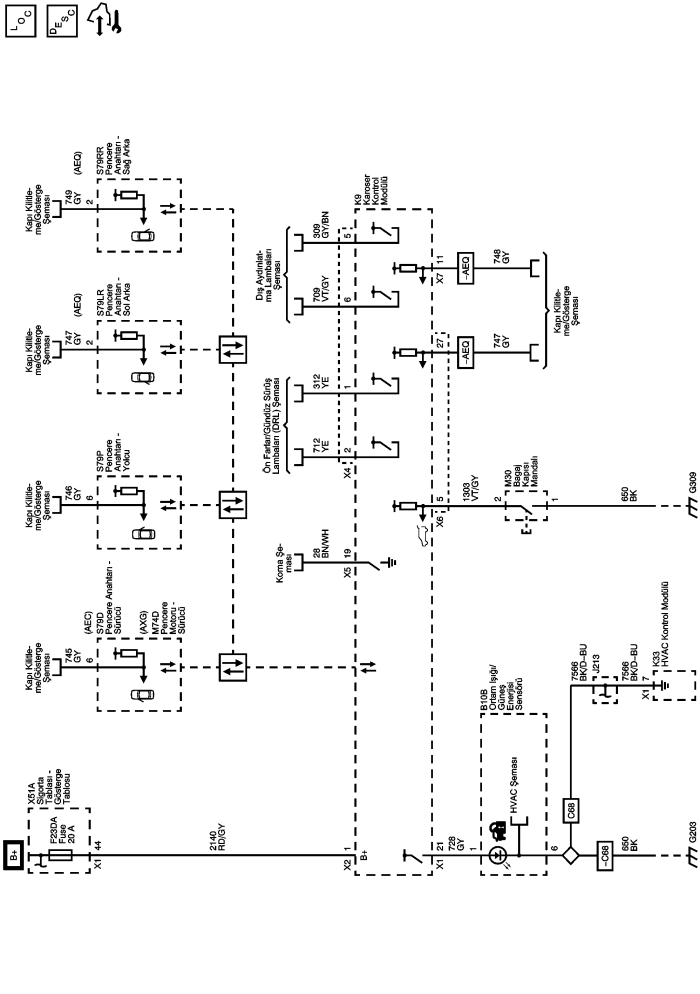 LOC
DESC
Kapı Kilitle-
me/Gösterge
Şeması
749
GY
(AEQ)
2
S79RR
Pencere
Anahtarı -
Sağ Arka
Kapı Kilitle-
me/Gösterge
Şeması
747
GY
(AEQ)
2
S79LR
Pencere
Anahtarı -
Sol Arka
Kapı Kilitle-
me/Gösterge
Şeması
746
GY
6
S79P
Pencere
Anahtarı -
Yolcu
Kapı Kilitle-
me/Gösterge
Şeması
745
GY
6
(AEC)
S79D
Pencere Anahtarı -
Sürücü
(AXG)
M74D
Pencere
Motoru -
Sürücü
B+
X51A
Sigorta
Tablası -
Gösterge
Tablosu
F23DA
Fuse
20 A
44
X1
2140
RD/GY
1
X2
B+
Dış Aydınlat-
ma Lambaları
Şeması
309
GY/BN
5
709
VT/GY
6
Ön Farlar/Gündüz Sürüş
Lambaları (DRL) Şeması
312
YE
1
712
YE
2
X4
Korna Şe-
ması
28
BN/WH
19
X5
K9
Karoser
Kontrol
Modülü
11
X7
–AEQ
748
GY
27
–AEQ
747
GY
Kapı Kilitle-
me/Gösterge
Şeması
5
X6
1303
VT/GY
2
M30
Bagaj
Kapısı
Mandalı
1
650
BK
G309
21
X1
728
GY
1
B10B
Ortam Işığı/
Güneş
Enerjisi
Sensörü
HVAC Şeması
6
C68
–C68
650
BK
G203
7566
BK/D–BU
J213
7566
BK/D–BU
7
X1
K33
HVAC Kontrol Modülü